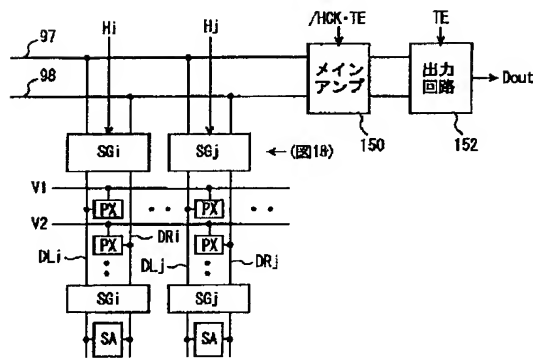 Hi Hj /HCK・TE TE
97
98
メイン
アンプ
出力
回路
Dout
150 152
SGi SGj ←(図18)
V1
PX PX
V2
PX PX
DRi
DLi DLj DRj
SGi SGj
SA SA